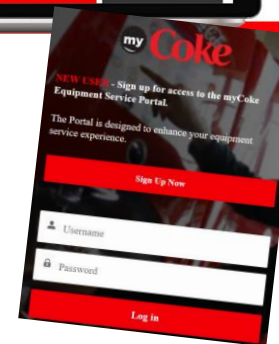 my Coke
NEW USER - Sign up for access to the myCoke
Equipment Service Portal.
The Portal is designed to enhance your equipment
service experience.
Sign Up Now
Username
Password
Log in